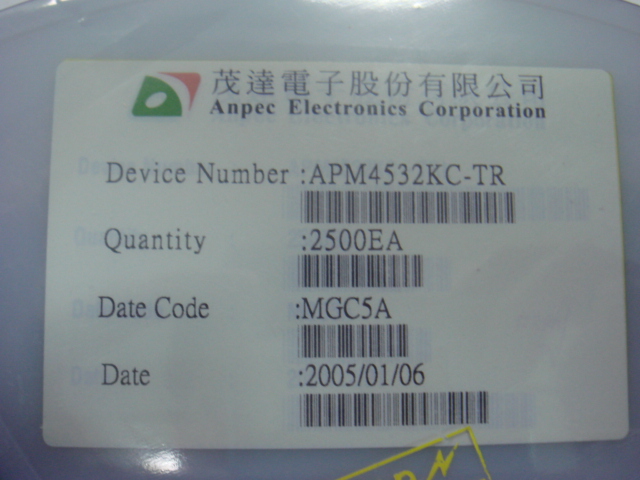 茂達電子股份有限公司
Anpec Electronics Corporation
Device Number :APM4532KC-TR
Quantity :2500EA
Date Code :MGC5A
Date :2005/01/06